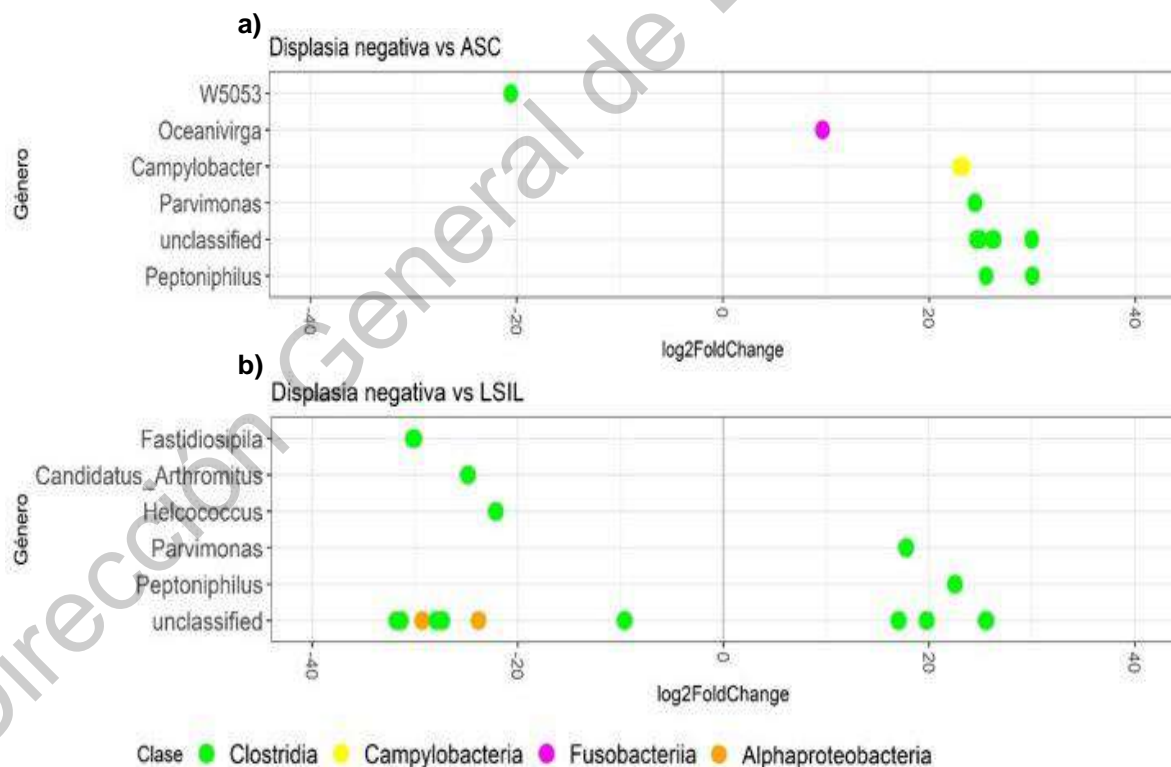 a)
Displasia negativa vs ASC
Género
W5053
Oceanivirga
Campylobacter
Parvimonas
unclassified
Peptoniphilus
-40 -20 0 20 40
log2FoldChange
b)
Displasia negativa vs LSIL
Género
Fastidiosipila
Candidatus_Arthromitus
Helcococcus
Parvimonas
Peptoniphilus
unclassified
-40 -20 0 20 40
log2FoldChange
Clase Clostridia Campylobacteria Fusobacteriia Alphaproteobacteria
Dirección General de